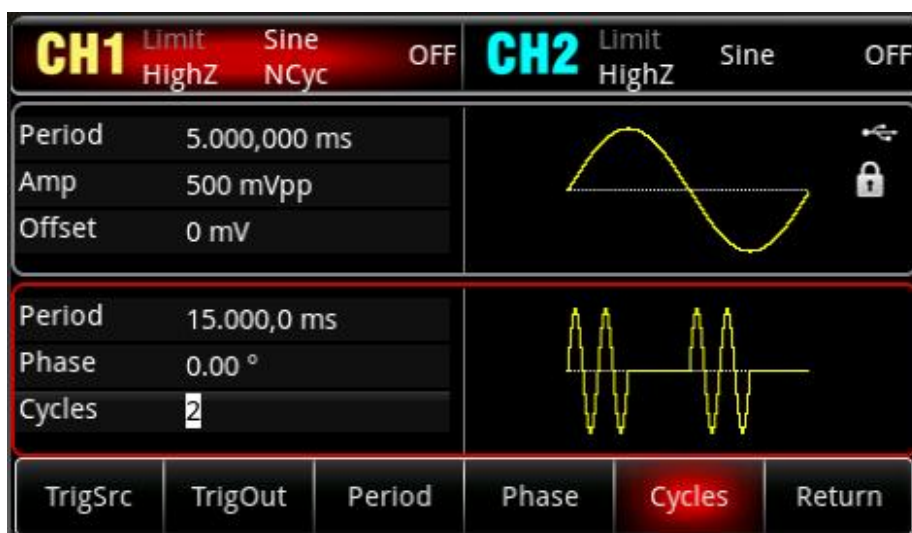 CH1 Limit Sine OFF CH2 Limit Sine OFF
HighZ NCyc HighZ
Period 5.000,000 ms
Amp 500 mVpp
Offset 0 mV
Period 15.000,0 ms
Phase 0.00 °
Cycles 2
TrigSrc TrigOut Period Phase Cycles Return